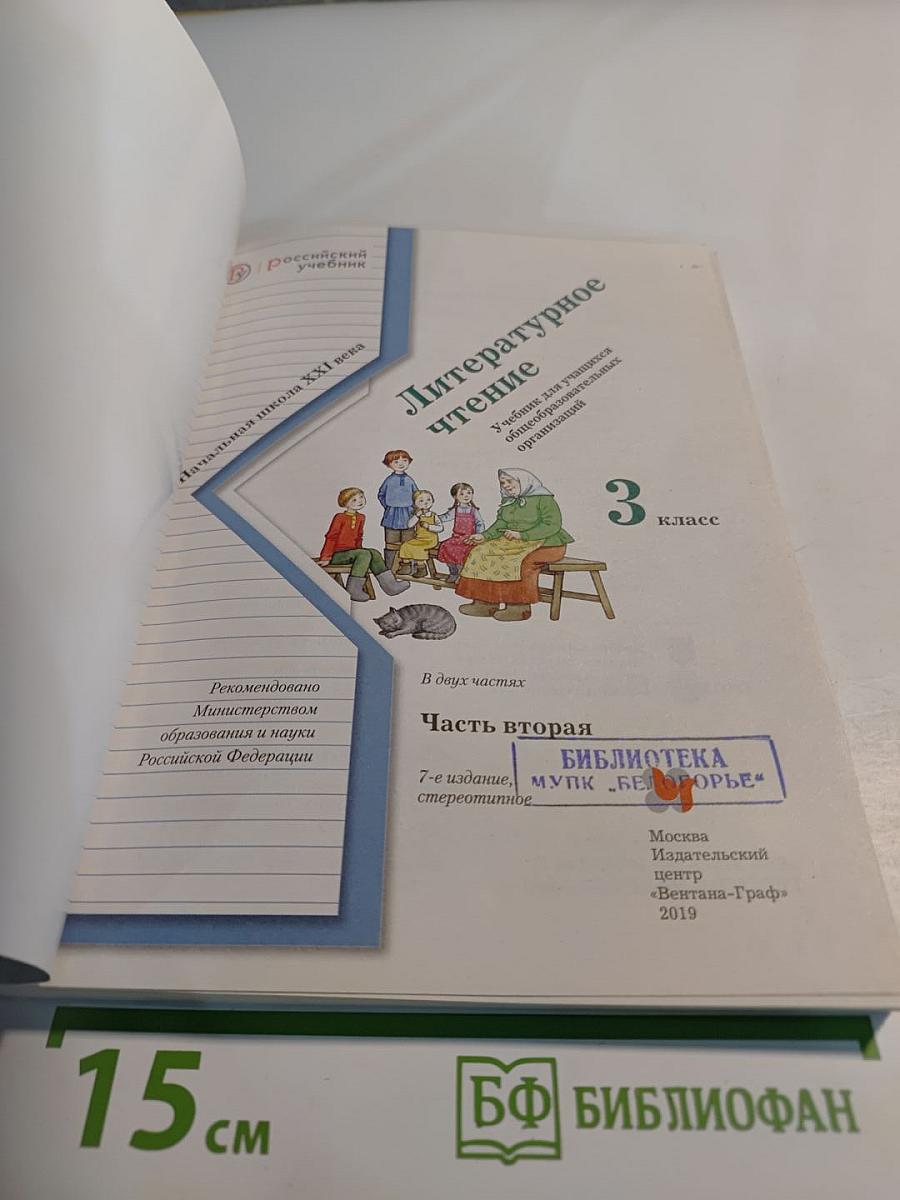 российский
учебник
Начальная школа XXI века
Литературное
чтение
Учебник для учащихся
общеобразовательных
организаций
3 класс
Рекомендовано
Министерством
образования и науки
Российской Федерации
В двух частях
Часть вторая
7-е издание,
стереотипное
БИБЛИОТЕКА
МУПК „БЕЛОГОРЬЕ“
Москва
Издательский
центр
«Вентана-Граф»
2019
15 см
БФ БИБЛИОФАН